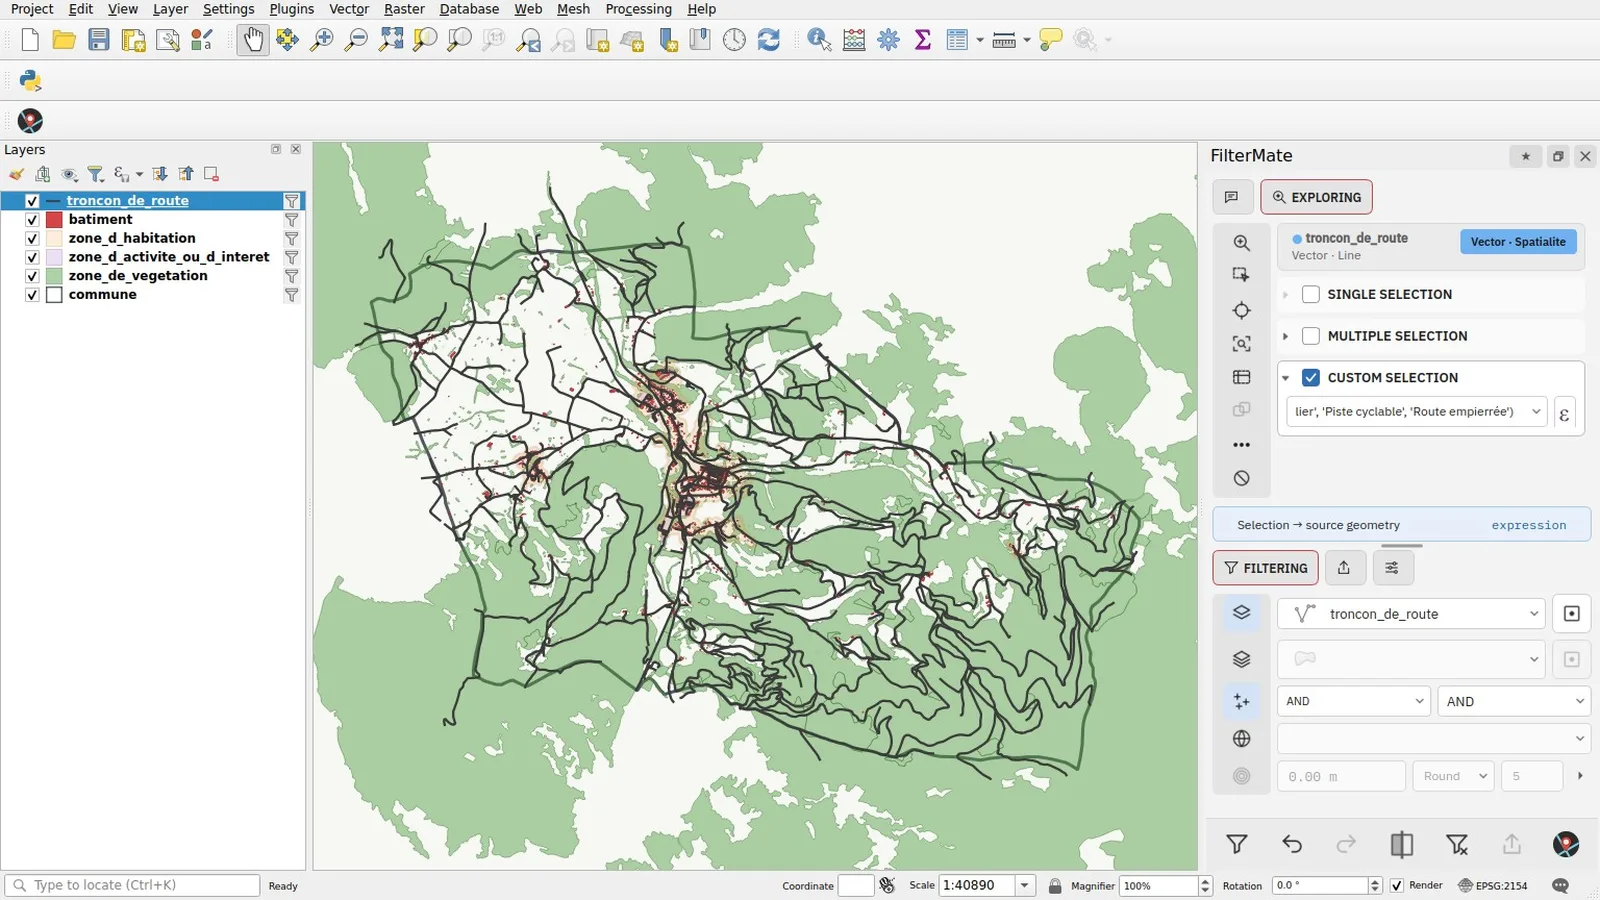 Project Edit View Layer Settings Plugins Vector Raster Database Web Mesh Processing Help
Layers
troncon_de_route
batiment
zone_d_habitation
zone_d_activite_ou_d_interet
zone_de_vegetation
commune
FilterMate
EXPLORING
troncon_de_route
Vector · Line
Vector · Spatialite
SINGLE SELECTION
MULTIPLE SELECTION
CUSTOM SELECTION
lier', 'Piste cyclable', 'Route empierrée')
ε
Selection → source geometry expression
FILTERING
troncon_de_route
AND AND
0.00 m Round 5
Type to locate (Ctrl+K) Ready Coordinate Scale 1:40890 Magnifier 100% Rotation 0.0 ° Render EPSG:2154